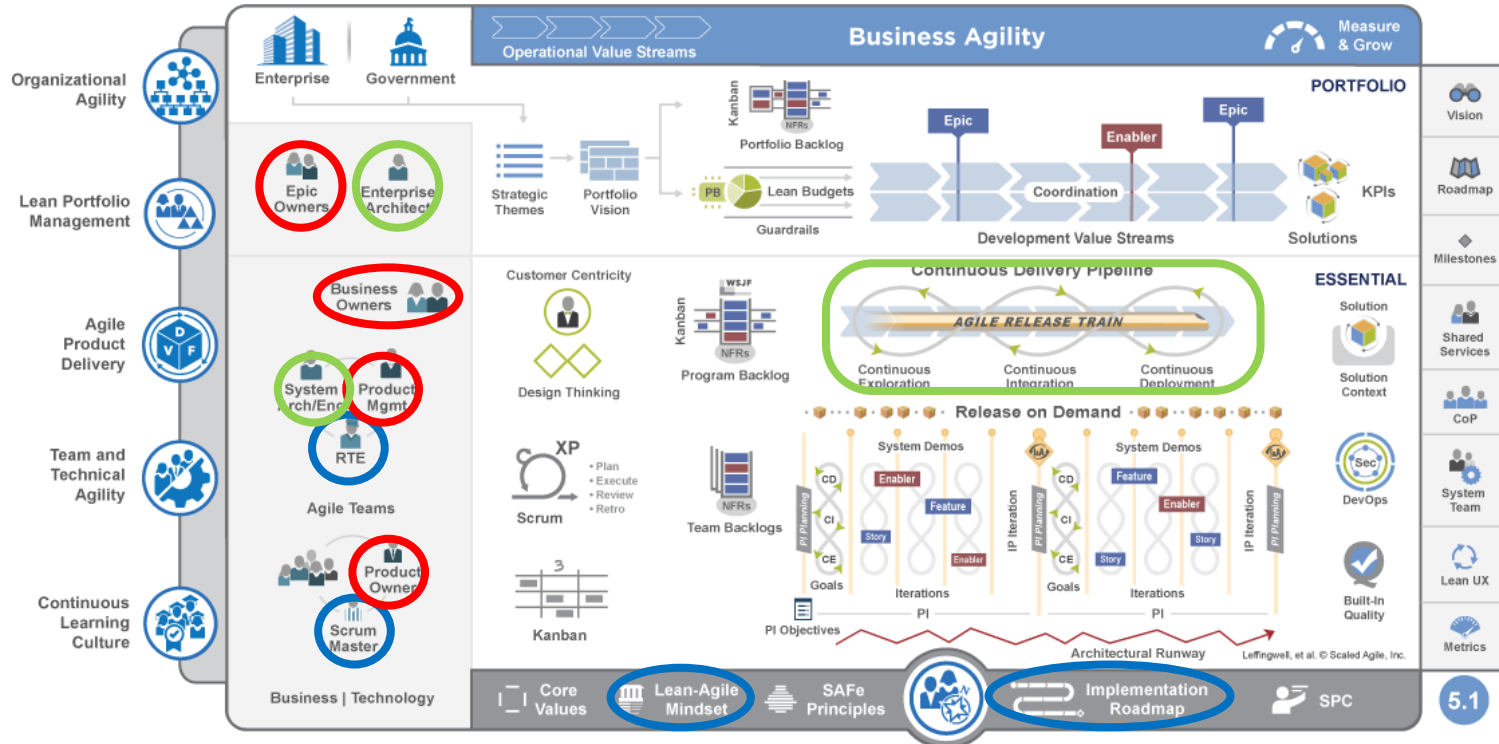 Organizational
Agility
Lean Portfolio
Management
Agile
Product
Delivery
D
V
F
Team and
Technical
Agility
Continuous
Learning
Culture
Enterprise
Government
Operational Value Streams
Business Agility
Measure
& Grow
PORTFOLIO
Epic
Owners
Enterprise
Architect
Strategic
Themes
Portfolio
Vision
Kanban
NFRs
Portfolio Backlog
PB
Lean Budgets
Guardrails
Epic
Enabler
Epic
Coordination
Development Value Streams
KPIs
Solutions
Business
Owners
System
Arch/Eng
Product
Mgmt
RTE
Agile Teams
Product
Owner
Scrum
Master
Business | Technology
Customer Centricity
Design Thinking
XP
• Plan
• Execute
• Review
• Retro
Scrum
3
Kanban
WSJF
Kanban
NFRs
Program Backlog
NFRs
Team Backlogs
ESSENTIAL
Continuous Delivery Pipeline
AGILE RELEASE TRAIN
Continuous
Exploration
Continuous
Integration
Continuous
Deployment
Release on Demand
System Demos
System Demos
PI Planning
CD
CI
CE
Goals
Enabler
Feature
Story
Enabler
Iterations
IP Iteration
I&A
PI Planning
CD
CI
CE
Goals
Feature
Enabler
Story
Story
Iterations
IP Iteration
I&A
PI Planning
PI Objectives
PI
PI
Architectural Runway
Leffingwell, et al. © Scaled Agile, Inc.
Solution
Solution
Context
Sec
DevOps
Built-In
Quality
Vision
Roadmap
Milestones
Shared
Services
CoP
System
Team
Lean UX
Metrics
Core
Values
Lean-Agile
Mindset
SAFe
Principles
N
Implementation
Roadmap
SPC
5.1